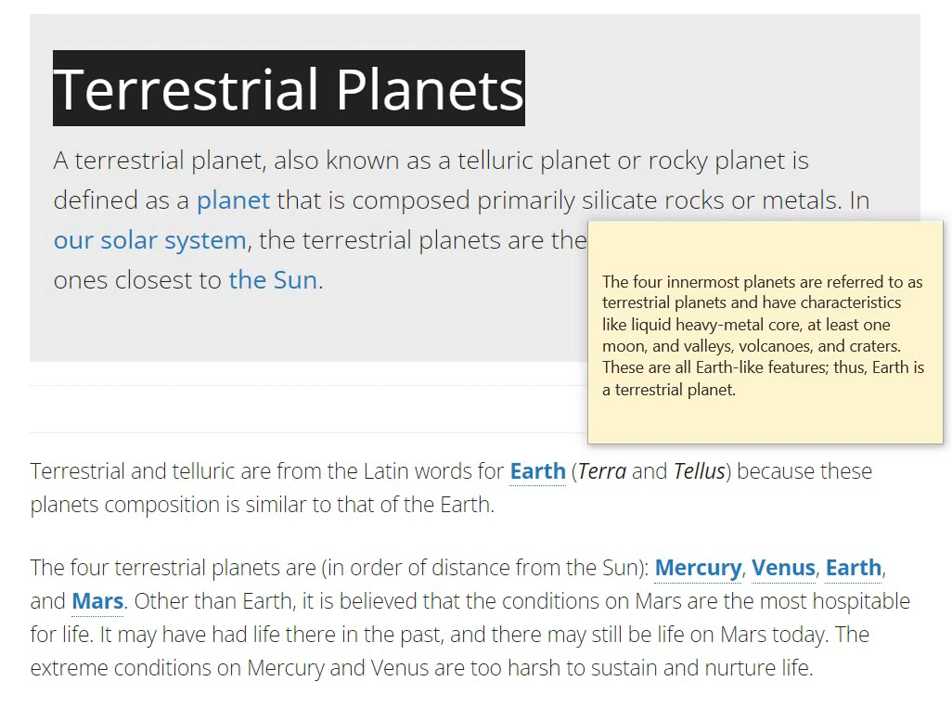 Terrestrial Planets
A terrestrial planet, also known as a telluric planet or rocky planet is
defined as a planet that is composed primarily silicate rocks or metals. In
our solar system, the terrestrial planets are the
ones closest to the Sun.
The four innermost planets are referred to as
terrestrial planets and have characteristics
like liquid heavy-metal core, at least one
moon, and valleys, volcanoes, and craters.
These are all Earth-like features; thus, Earth is
a terrestrial planet.
Terrestrial and telluric are from the Latin words for Earth (Terra and Tellus) because these
planets composition is similar to that of the Earth.
The four terrestrial planets are (in order of distance from the Sun): Mercury, Venus, Earth,
and Mars. Other than Earth, it is believed that the conditions on Mars are the most hospitable
for life. It may have had life there in the past, and there may still be life on Mars today. The
extreme conditions on Mercury and Venus are too harsh to sustain and nurture life.